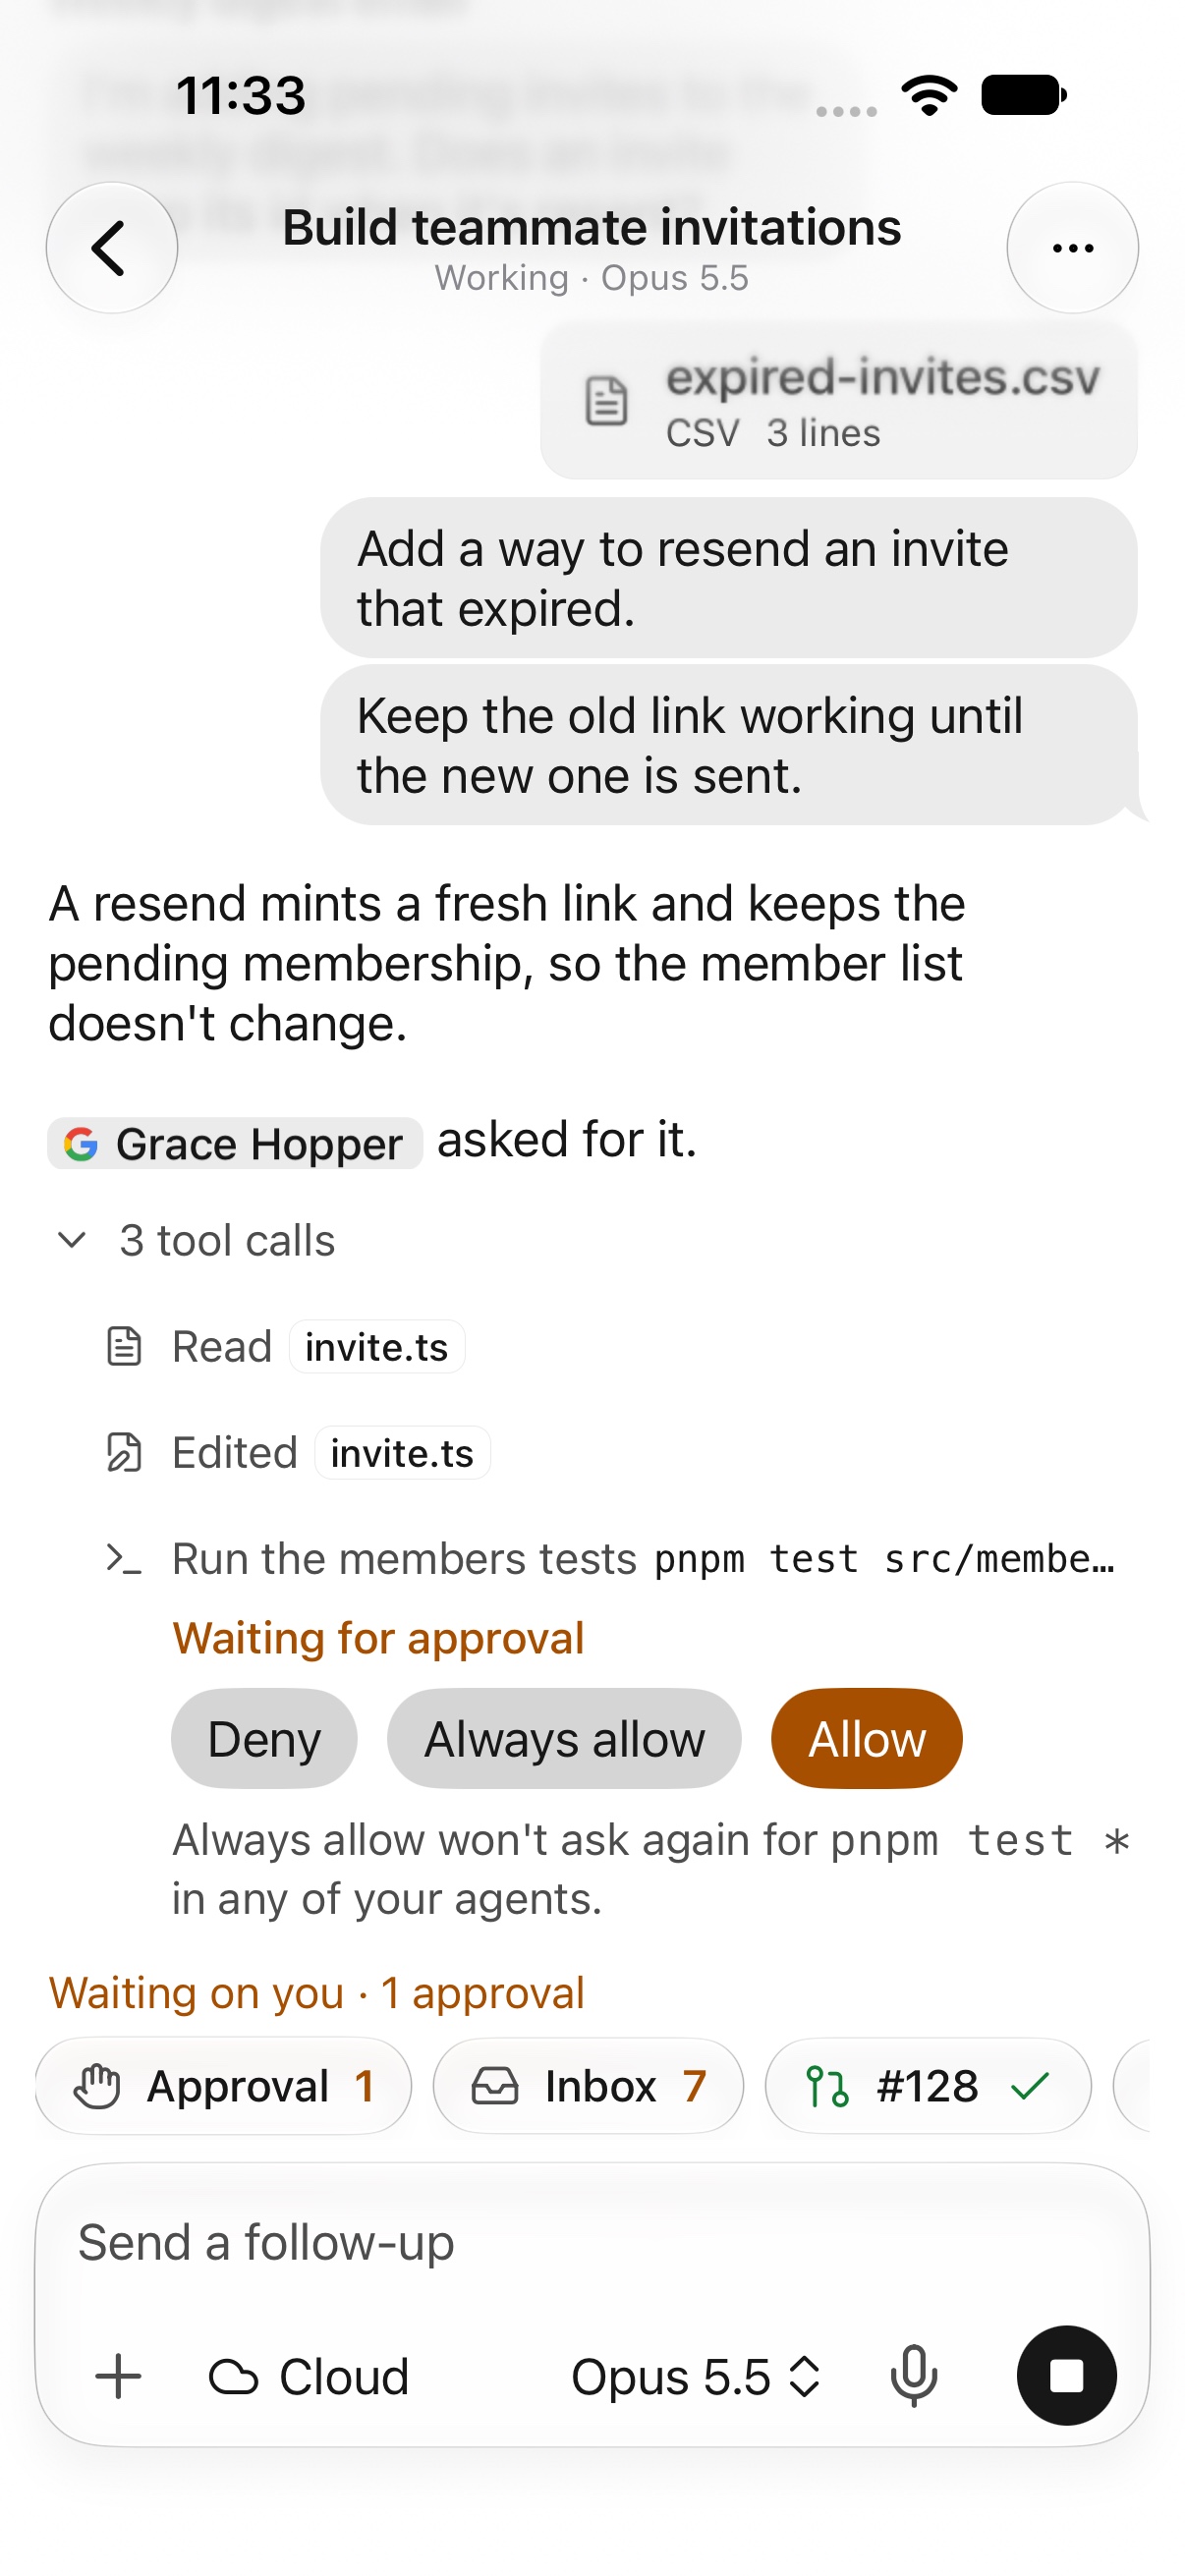 11:33
Build teammate invitations
Working · Opus 5.5
expired-invites.csv
CSV 3 lines
Add a way to resend an invite
that expired.
Keep the old link working until
the new one is sent.
A resend mints a fresh link and keeps the
pending membership, so the member list
doesn't change.
Grace Hopper asked for it.
3 tool calls
Read invite.ts
Edited invite.ts
Run the members tests pnpm test src/membe…
Waiting for approval
Deny Always allow Allow
Always allow won't ask again for pnpm test *
in any of your agents.
Waiting on you · 1 approval
Approval 1 Inbox 7 #128
Send a follow-up
Cloud Opus 5.5